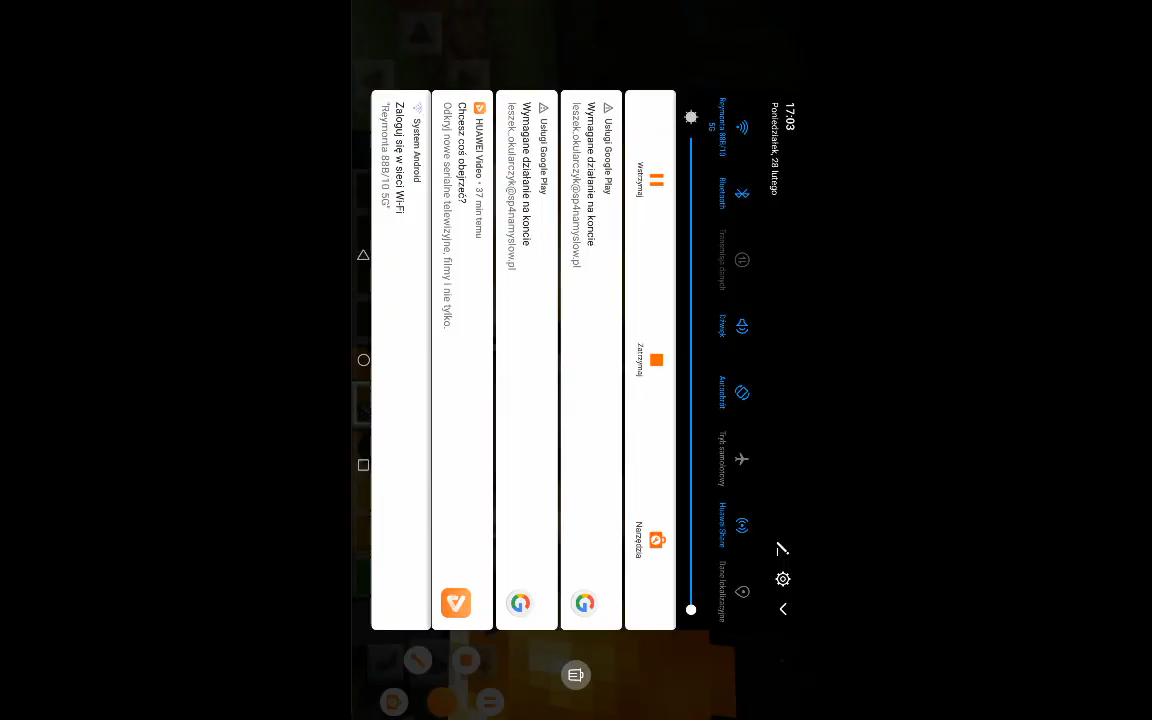 17:03
Poniedziałek, 28 lutego
Reymonta 88B/10
5G
Bluetooth
Transmisja danych
Dźwięk
Autoobrót
Tryb samolotowy
Huawei Share
Dane lokalizacyjne
Wstrzymaj
Zatrzymaj
Narzędzia
Usługi Google Play
Wymagane działanie na koncie
leszek.okularczyk@sp4namyslow.pl
Usługi Google Play
Wymagane działanie na koncie
leszek.okularczyk@sp4namyslow.pl
HUAWEI Video • 37 min temu
Chcesz coś obejrzeć?
Odkryj nowe serialne telewizyjne, filmy i nie tylko.
System Android
Zaloguj się w sieci Wi-Fi
"Reymonta 88B/10 5G"